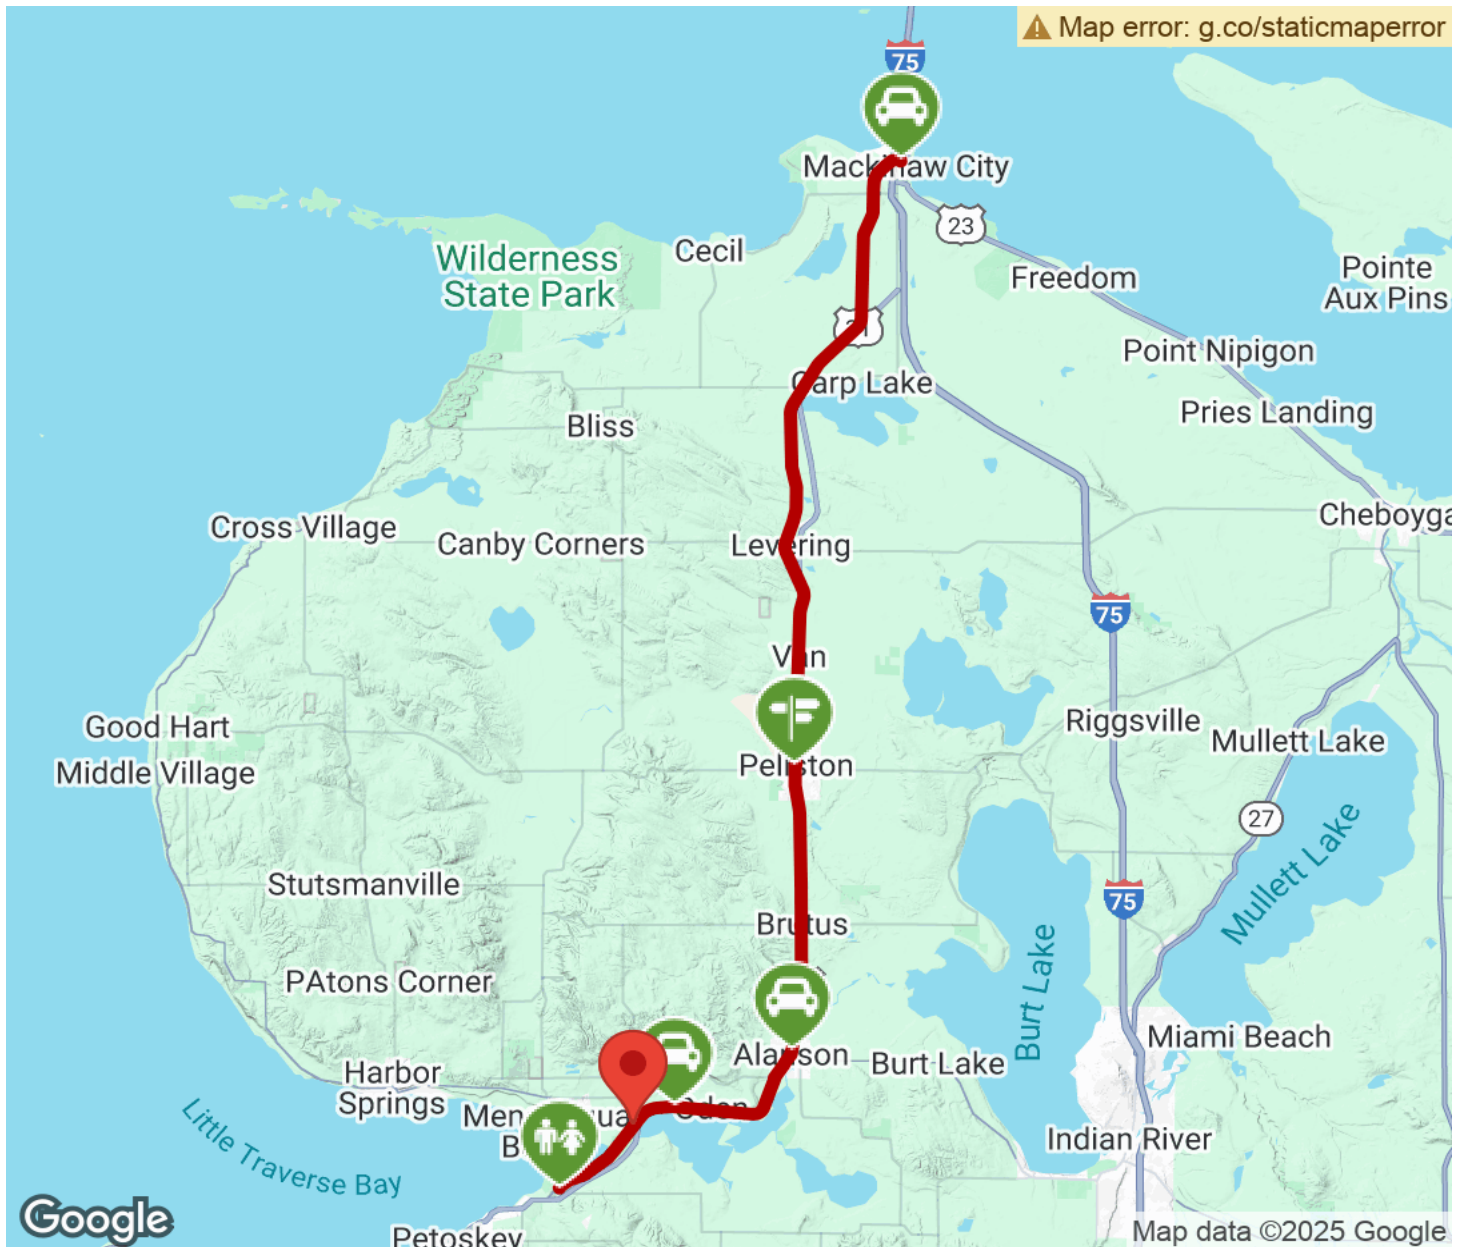 Map error: g.co/staticmaperror
75
Mackinaw City
23
Cecil
Wilderness
State Park
Freedom
Pointe
Aux Pins
Point Nipigon
Carp Lake
Pries Landing
Bliss
Cross Village
Canby Corners
Levering
Cheboyga
75
Van
Good Hart
Riggsville
Mullett Lake
Middle Village
Pellston
27
Mullett Lake
Stutsmanville
75
Brutus
Burt Lake
PAtons Corner
Miami Beach
Alanson
Burt Lake
Harbor
Springs
Oden
Little Traverse Bay
Indian River
Petoskey
Google
Map data ©2025 Google